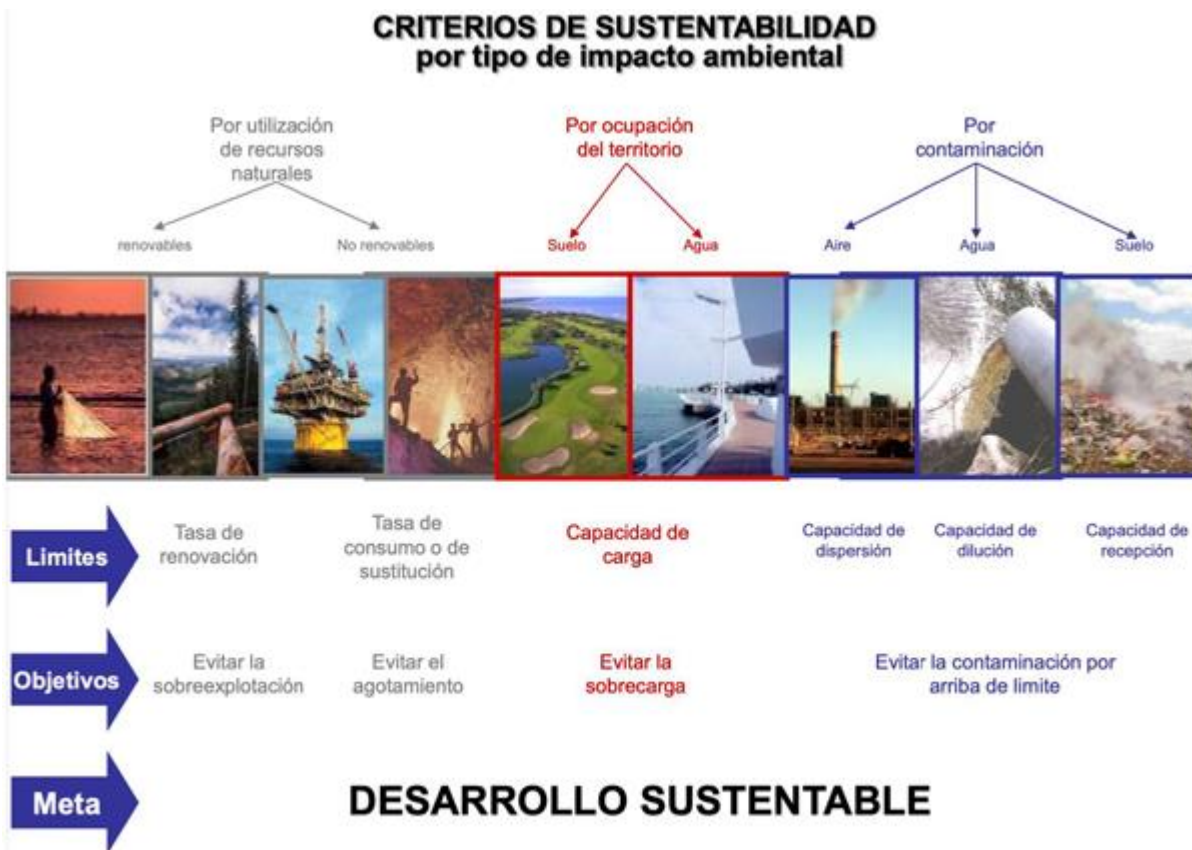 CRITERIOS DE SUSTENTABILIDAD
por tipo de impacto ambiental
Por utilización
de recursos
naturales
Por ocupación
del territorio
Por
contaminación
renovables
No renovables
Suelo
Agua
Aire
Agua
Suelo
Limites
Tasa de
renovación
Tasa de
consumo o de
sustitución
Capacidad de
carga
Capacidad de
dispersión
Capacidad de
dilución
Capacidad de
recepción
Objetivos
Evitar la
sobreexplotación
Evitar el
agotamiento
Evitar la
sobrecarga
Evitar la contaminación por
arriba de limite
Meta
DESARROLLO SUSTENTABLE